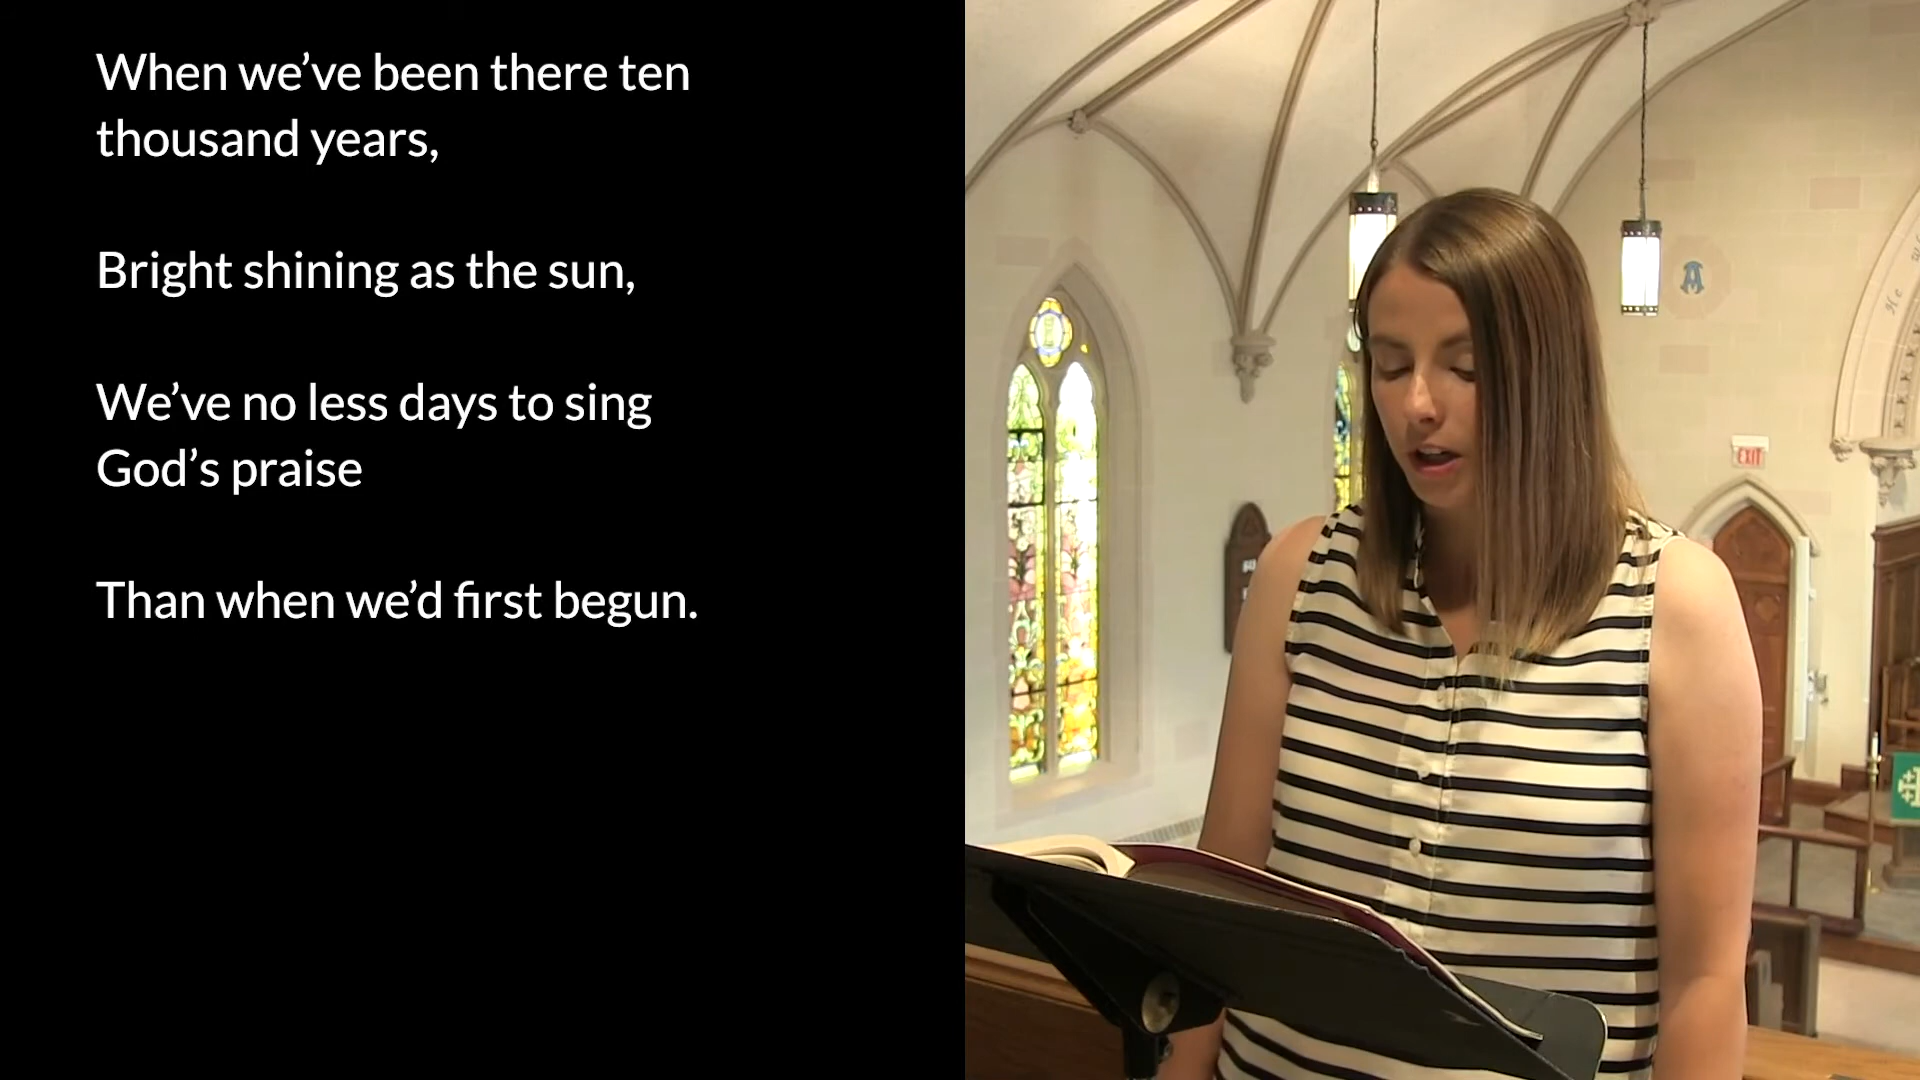 When we’ve been there ten
thousand years,
Bright shining as the sun,
We’ve no less days to sing
God’s praise
Than when we’d first begun.
EXIT
He